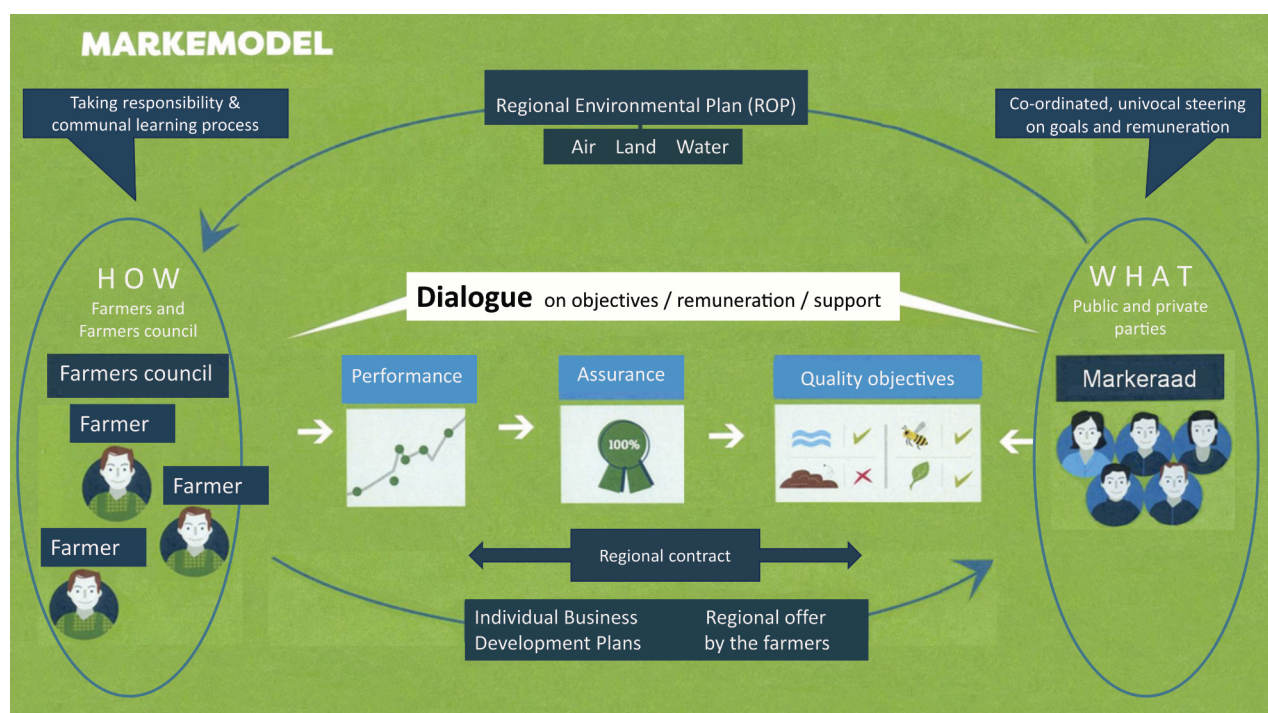 MARKEMODEL
Taking responsibility &
communal learning process
Regional Environmental Plan (ROP)
Air Land Water
Co-ordinated, univocal steering
on goals and remuneration
HOW
Farmers and
Farmers council
Farmers council
Farmer
Farmer
Farmer
Dialogue on objectives / remuneration / support
Performance
Assurance
100%
Quality objectives
WHAT
Public and private
parties
Markeraad
Regional contract
Individual Business
Development Plans
Regional offer
by the farmers